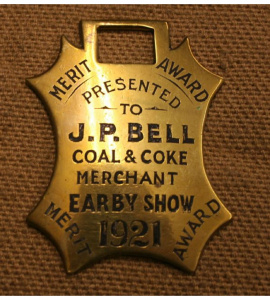 MERIT AWARD
PRESENTED
TO
J.P. BELL
COAL & COKE
MERCHANT
EARBY SHOW
1921
MERIT AWARD